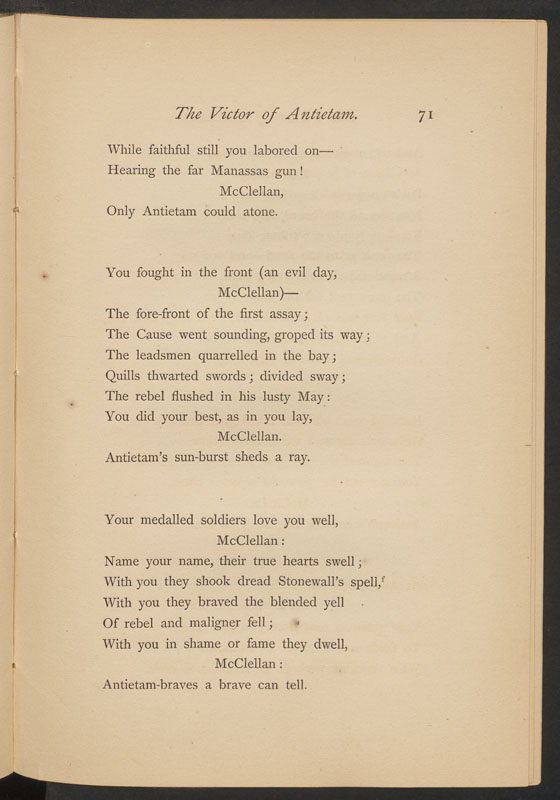 The Victor of Antietam. 71
While faithful still you labored on—
Hearing the far Manassas gun!
McClellan,
Only Antietam could atone.
You fought in the front (an evil day,
McClellan)—
The fore-front of the first assay;
The Cause went sounding, groped its way;
The leadsmen quarrelled in the bay;
Quills thwarted swords; divided sway;
The rebel flushed in his lusty May:
You did your best, as in you lay,
McClellan.
Antietam's sun-burst sheds a ray.
Your medalled soldiers love you well,
McClellan:
Name your name, their true hearts swell;
With you they shook dread Stonewall's spell,f
With you they braved the blended yell
Of rebel and maligner fell;
With you in shame or fame they dwell,
McClellan:
Antietam-braves a brave can tell.